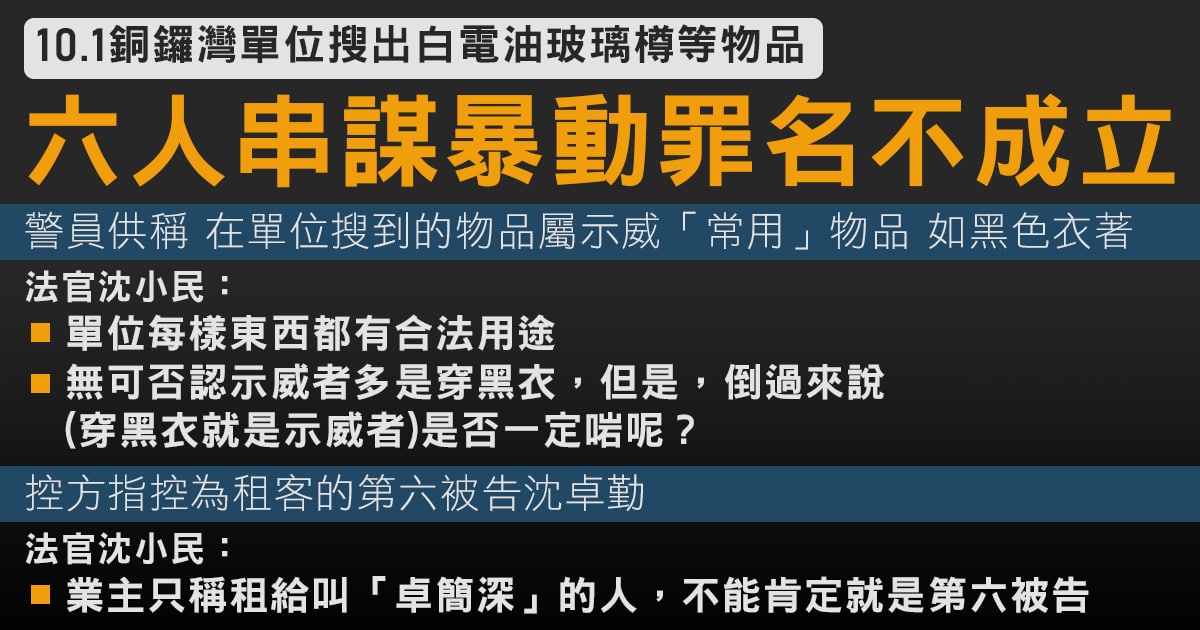 10.1銅鑼灣單位搜出白電油玻璃樽等物品
六人串謀暴動罪名不成立
警員供稱 在單位搜到的物品屬示威「常用」物品 如黑色衣著
法官沈小民：
單位每樣東西都有合法用途
無可否認示威者多是穿黑衣，但是，倒過來說
(穿黑衣就是示威者)是否一定啱呢？
控方指控為租客的第六被告沈卓勤
法官沈小民：
業主只稱租給叫「卓簡深」的人，不能肯定就是第六被告